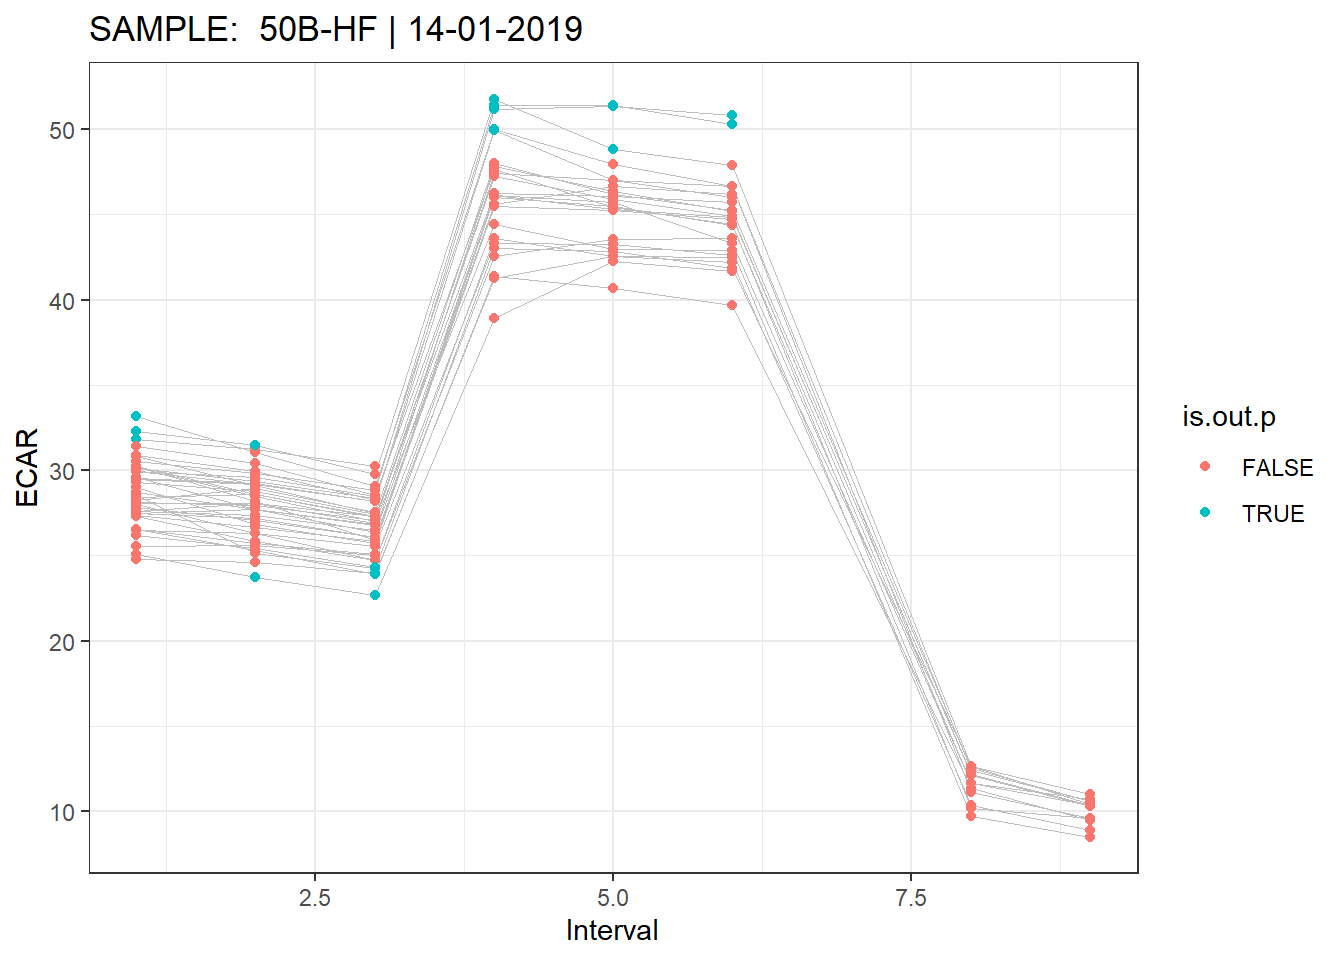 SAMPLE:  50B-HF | 14-01-2019
50
40
30
20
10
ECAR
2.5
5.0
7.5
Interval
is.out.p
FALSE
TRUE